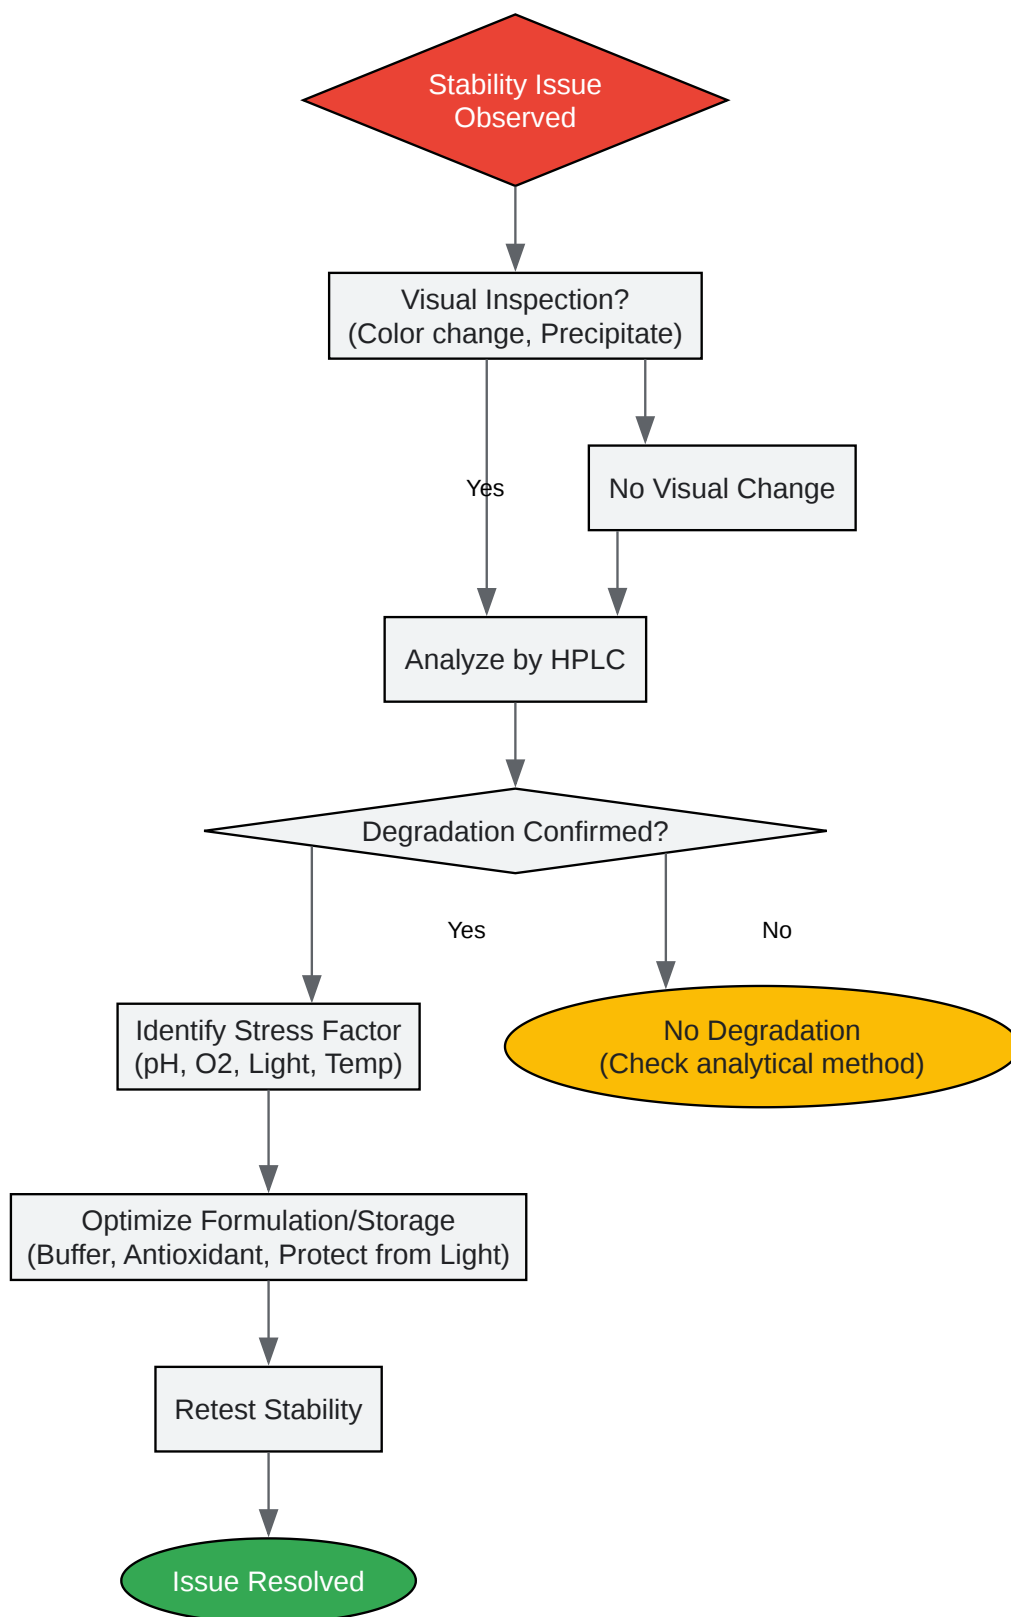 Stability Issue
Observed
Visual Inspection?
(Color change, Precipitate)
Yes
No Visual Change
Analyze by HPLC
Degradation Confirmed?
Yes
No
Identify Stress Factor
(pH, O2, Light, Temp)
No Degradation
(Check analytical method)
Optimize Formulation/Storage
(Buffer, Antioxidant, Protect from Light)
Retest Stability
Issue Resolved